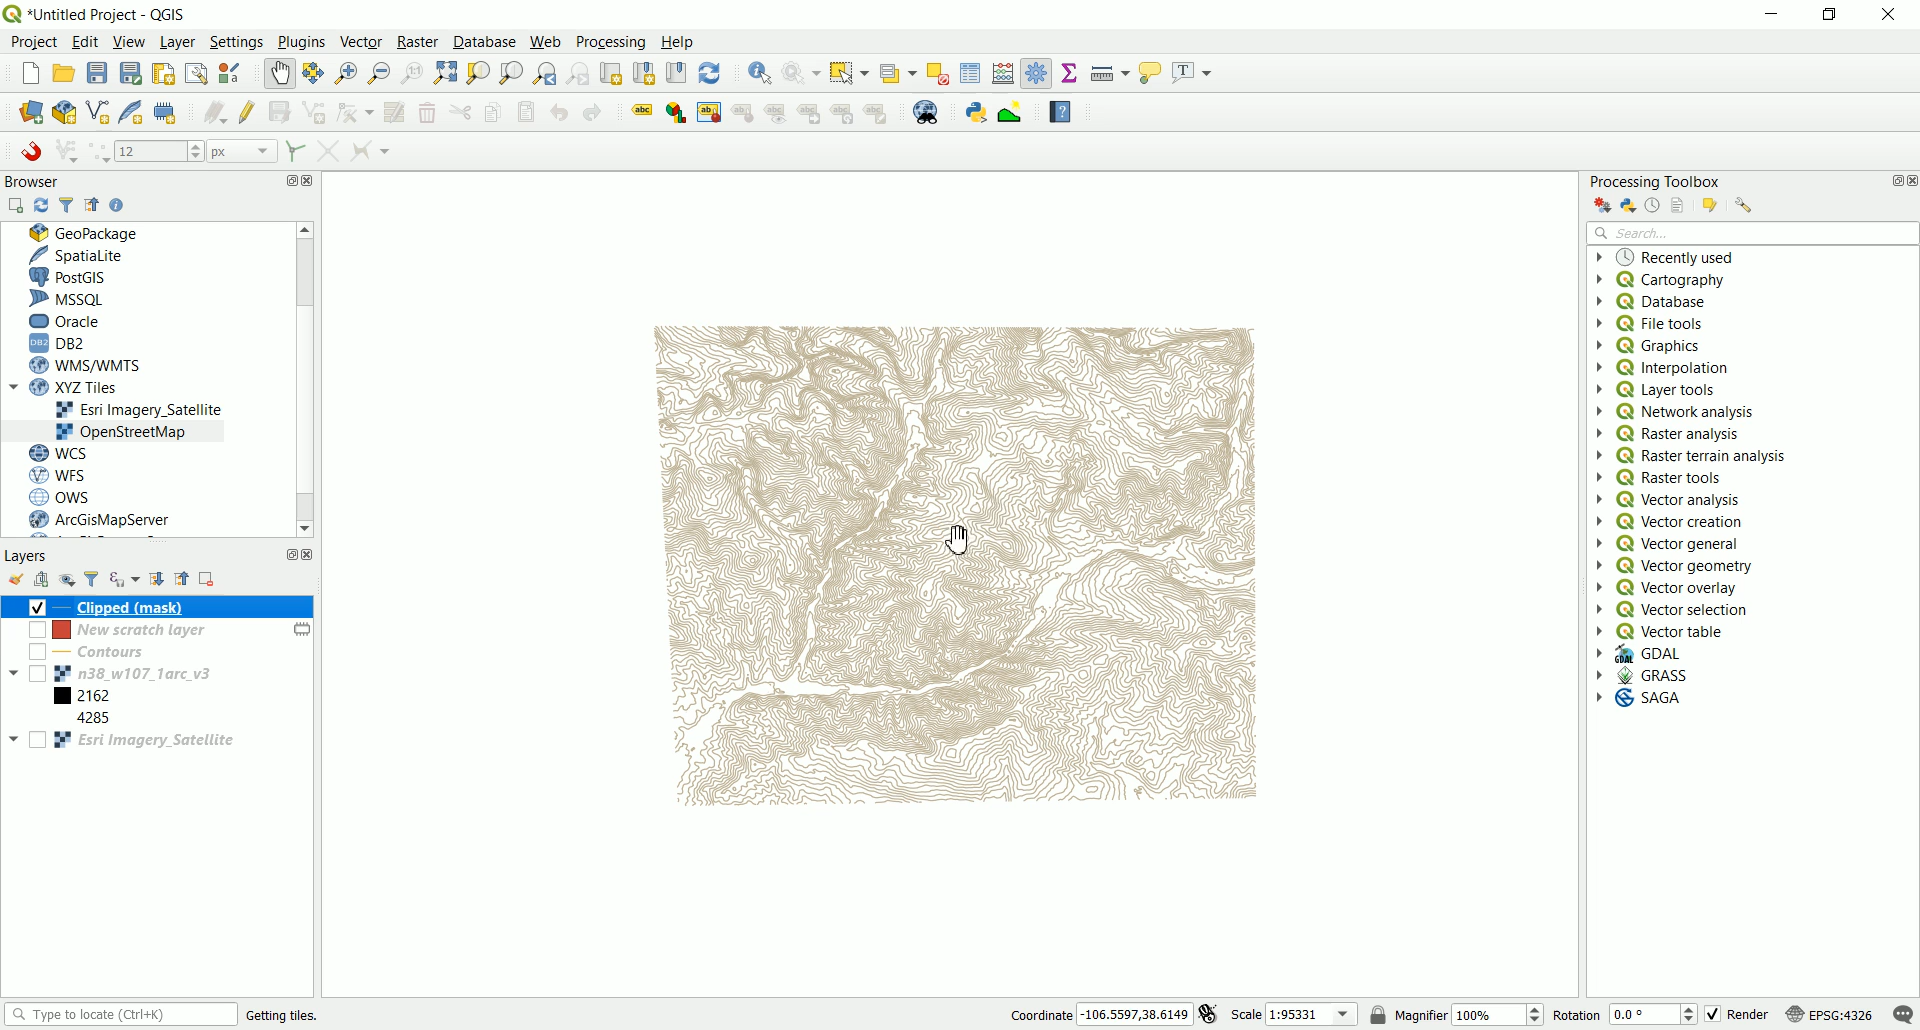 *Untitled Project - QGIS
Project Edit View Layer Settings Plugins Vector Raster Database Web Processing Help
12 px
Browser
GeoPackage
SpatiaLite
PostGIS
MSSQL
Oracle
DB2
WMS/WMTS
XYZ Tiles
Esri Imagery_Satellite
OpenStreetMap
WCS
WFS
OWS
ArcGisMapServer
Layers
Clipped (mask)
New scratch layer
Contours
n38_w107_1arc_v3
2162
4285
Esri Imagery_Satellite
Processing Toolbox
Search...
Recently used
Cartography
Database
File tools
Graphics
Interpolation
Layer tools
Network analysis
Raster analysis
Raster terrain analysis
Raster tools
Vector analysis
Vector creation
Vector general
Vector geometry
Vector overlay
Vector selection
Vector table
GDAL
GRASS
SAGA
Type to locate (Ctrl+K) Getting tiles. Coordinate -106.5597,38.6149 Scale 1:95331 Magnifier 100% Rotation 0.0 ° Render EPSG:4326